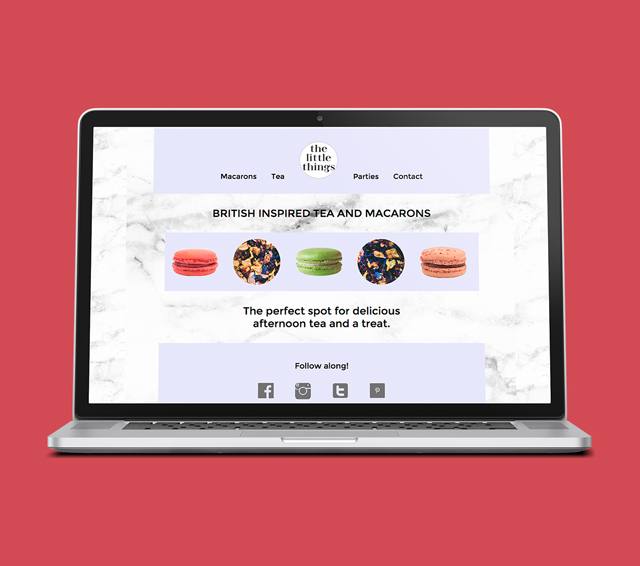 the
little
things
Macarons Tea Parties Contact
BRITISH INSPIRED TEA AND MACARONS
The perfect spot for delicious
afternoon tea and a treat.
Follow along!